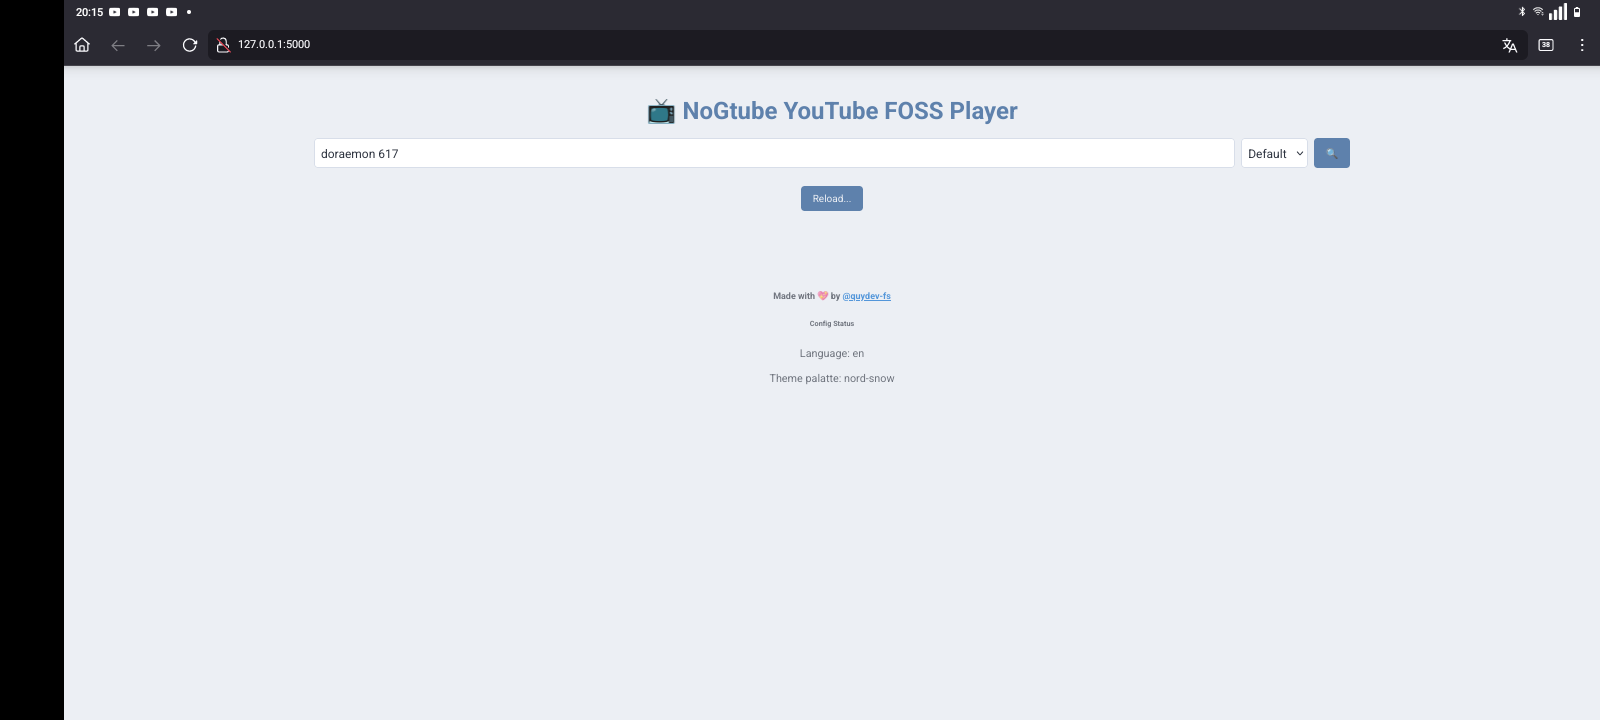 20:15
127.0.0.1:5000
38
📺 NoGtube YouTube FOSS Player
doraemon 617
Default
🔍
Reload...
Made with 💖 by @quydev-fs
Config Status
Language: en
Theme palatte: nord-snow